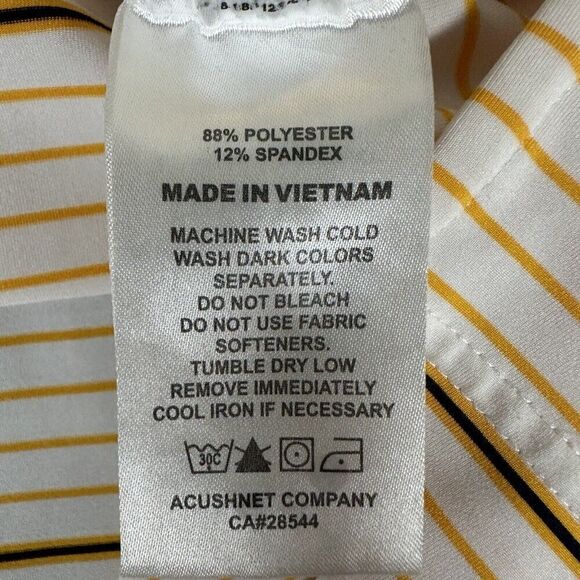 88% POLYESTER
12% SPANDEX
MADE IN VIETNAM
MACHINE WASH COLD
WASH DARK COLORS
SEPARATELY.
DO NOT BLEACH
DO NOT USE FABRIC
SOFTENERS.
TUMBLE DRY LOW
REMOVE IMMEDIATELY
COOL IRON IF NECESSARY
30C
ACUSHNET COMPANY
CA#28544